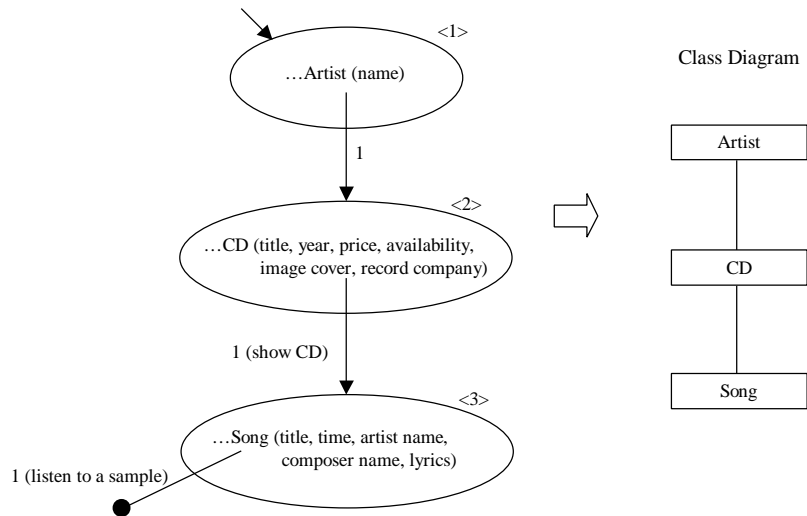 <1>
…Artist (name)
Class Diagram
Artist
1
<2>
…CD (title, year, price, availability,
image cover, record company)
CD
1 (show CD)
<3>
Song
…Song (title, time, artist name,
composer name, lyrics)
1 (listen to a sample)